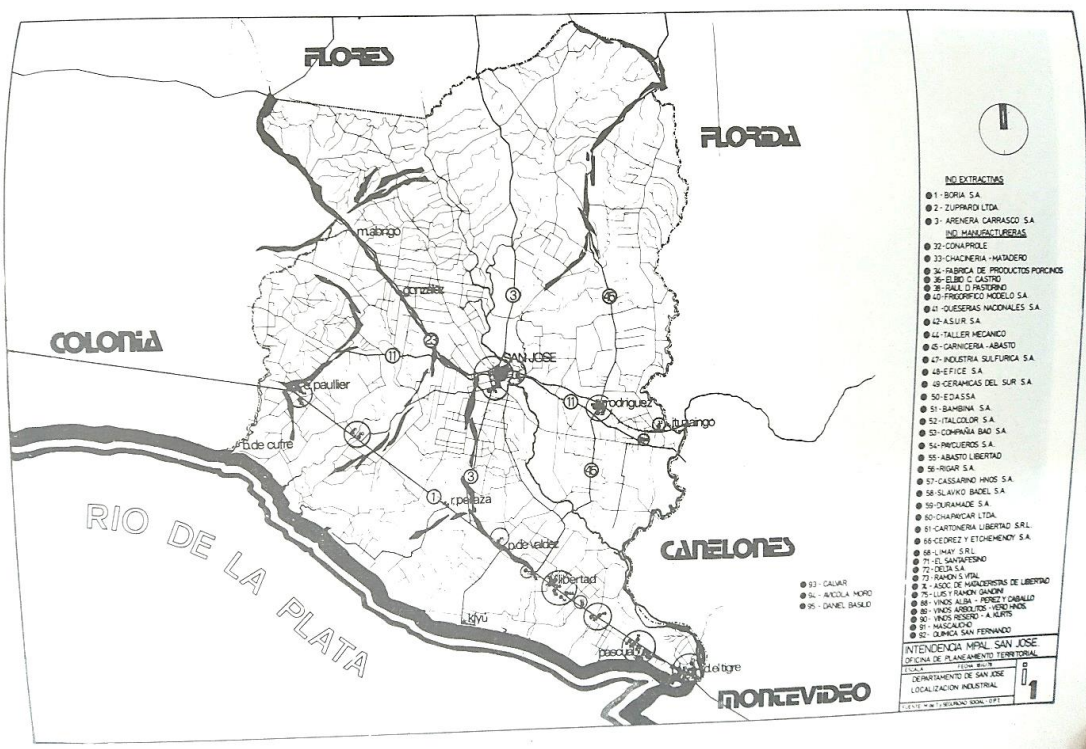 FLORES
FLORIDA
COLONIA
CANELONES
MONTEVIDEO
RIO DE LA PLATA
m.abrigo
gonzález
23
11
3
45
SAN JOSE
e. paullier
11
rodriguez
ituzaingo
b.de cufre
45
3
1
r.peraza
p.de valdez
libertad
kiyú
pascual
d.el tigre
IND EXTRACTIVAS
1 - BORIA S.A.
2 - ZUPPARDI LTDA.
3 - ARENERA CARRASCO S.A.
IND. MANUFACTURERAS
32-CONAPROLE
33-CHACINERIA -MATADERO
34-FABRICA DE PRODUCTOS PORCINOS
36-ELBIO C. CASTRO
38-RAUL D. PASTORINO
40-FRIGORIFICO MODELO S.A.
41-QUESERIAS NACIONALES S.A.
42-A.S.U.R. S.A.
44-TALLER MECANICO
45-CARNICERIA-ABASTO
47-INDUSTRIA SULFURICA S.A.
48-EFICE S.A.
49-CERAMICAS DEL SUR S.A.
50-EDASSA
51-BAMBINA S.A.
52-ITALCOLOR S.A.
53-COMPAÑIA BAO S.A.
54-PAYCUEROS S.A.
55-ABASTO LIBERTAD
56-RIGAR S.A.
57-CASSARINO HNOS S.A.
58-SLAVKO BADEL S.A.
59-DURAMADE S.A.
60-CHAPAYCAR LTDA.
61-CARTONERIA LIBERTAD S.R.L.
66-CEDREZ Y ETCHEMENDY S.A.
68-LIMAY S.R.L
71-EL SANTAFESINO
72-DELTA S.A.
73-RAMON S. VITAL
74-ASOC. DE MATADERISTAS DE LIBERTAD
75-LUIS Y RAMON GANDINI
88-VINOS ALBA - PEREZ Y CABALLO
89-VINOS ARBOLITOS - VERO HNOS.
90-VINOS RESERO - A. KURTS
91-MASCALICHO
92-QUIMICA SAN FERNANDO
93 - CALVAR
94 - AVICOLA MORO
95 - DANIEL BASILIO
INTENDENCIA MPAL. SAN JOSE.
OFICINA DE PLANEAMIENTO TERRITORIAL
ESCALA FECHA
DEPARTAMENTO DE SAN JOSE
LOCALIZACION INDUSTRIAL
i
1